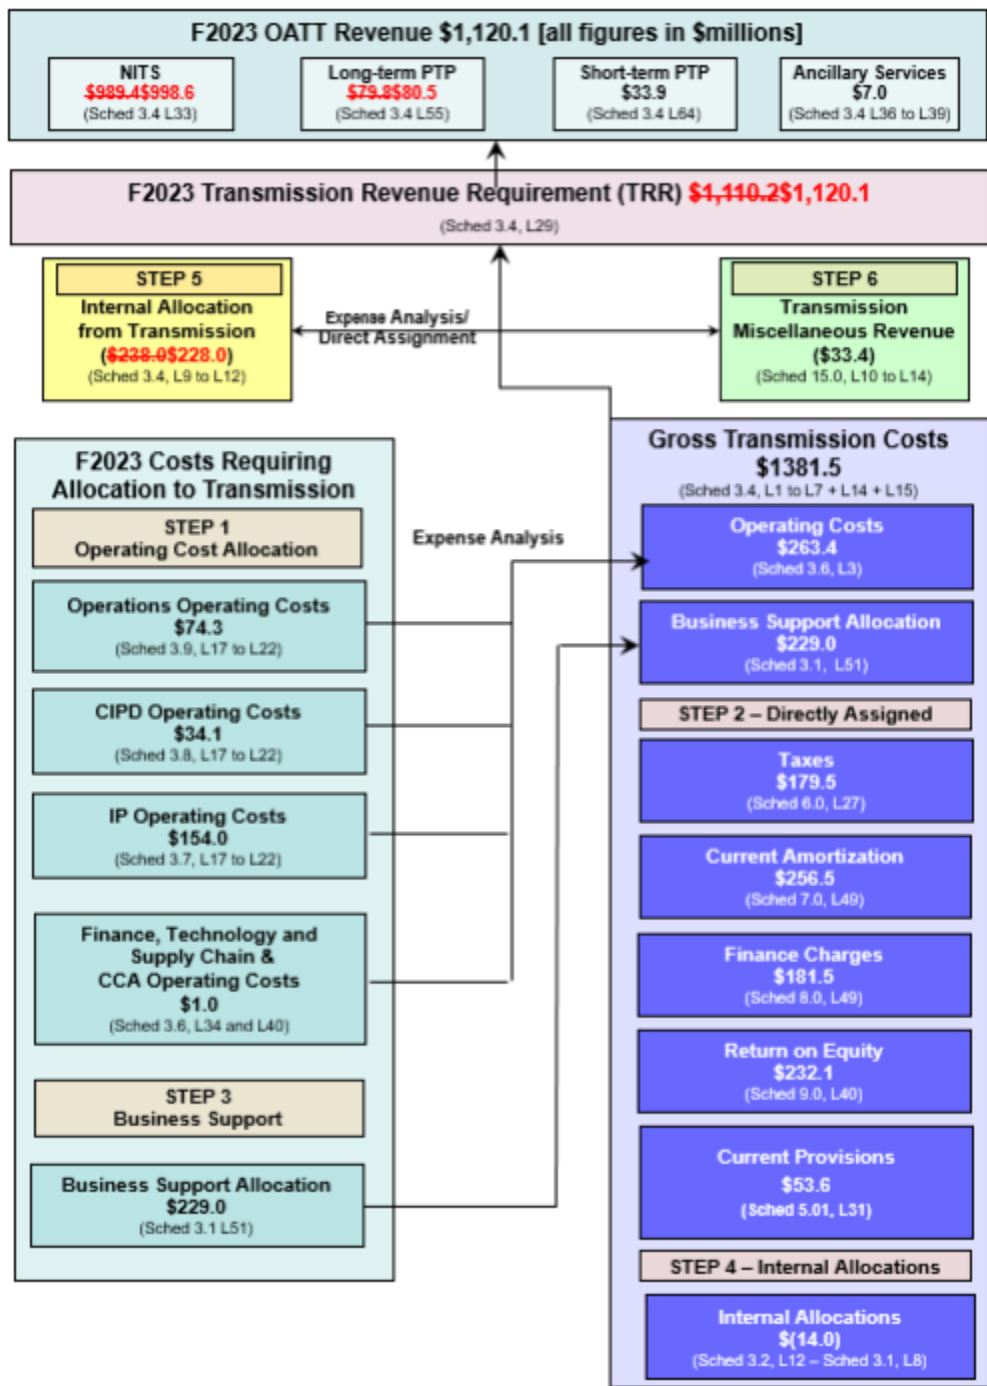 F2023 OATT Revenue $1,120.1 [all figures in $millions]
NITS
$989.4$998.6
(Sched 3.4 L33)
Long-term PTP
$79.8$80.5
(Sched 3.4 L55)
Short-term PTP
$33.9
(Sched 3.4 L64)
Ancillary Services
$7.0
(Sched 3.4 L36 to L39)
F2023 Transmission Revenue Requirement (TRR) $1,110.2$1,120.1
(Sched 3.4, L29)
STEP 5
Internal Allocation
from Transmission
($238.0$228.0)
(Sched 3.4, L9 to L12)
Expense Analysis/
Direct Assignment
STEP 6
Transmission
Miscellaneous Revenue
($33.4)
(Sched 15.0, L10 to L14)
F2023 Costs Requiring
Allocation to Transmission
STEP 1
Operating Cost Allocation
Operations Operating Costs
$74.3
(Sched 3.9, L17 to L22)
CIPD Operating Costs
$34.1
(Sched 3.8, L17 to L22)
IP Operating Costs
$154.0
(Sched 3.7, L17 to L22)
Finance, Technology and
Supply Chain &
CCA Operating Costs
$1.0
(Sched 3.6, L34 and L40)
STEP 3
Business Support
Business Support Allocation
$229.0
(Sched 3.1 L51)
Expense Analysis
Gross Transmission Costs
$1381.5
(Sched 3.4, L1 to L7 + L14 + L15)
Operating Costs
$263.4
(Sched 3.6, L3)
Business Support Allocation
$229.0
(Sched 3.1, L51)
STEP 2 – Directly Assigned
Taxes
$179.5
(Sched 6.0, L27)
Current Amortization
$256.5
(Sched 7.0, L49)
Finance Charges
$181.5
(Sched 8.0, L49)
Return on Equity
$232.1
(Sched 9.0, L40)
Current Provisions
$53.6
(Sched 5.01, L31)
STEP 4 – Internal Allocations
Internal Allocations
$(14.0)
(Sched 3.2, L12 – Sched 3.1, L8)